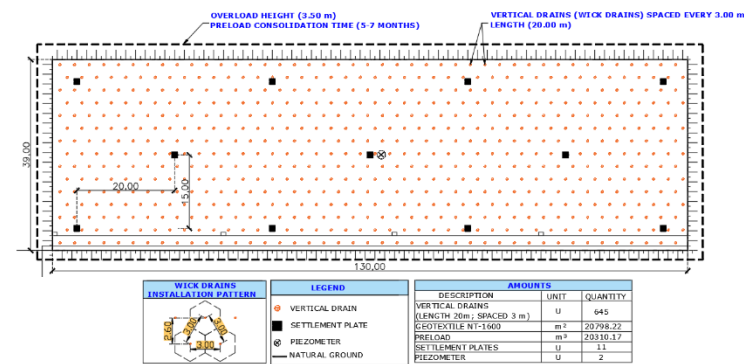 OVERLOAD HEIGHT (3.50 m)
PRELOAD CONSOLIDATION TIME (5-7 MONTHS)
VERTICAL DRAINS (WICK DRAINS) SPACED EVERY 3.00 m
LENGTH (20.00 m)
39.00
20.00
15.00
130.00
WICK DRAINS
INSTALLATION PATTERN
2.60
3.00
3.00
3.00
LEGEND
VERTICAL DRAIN
SETTLEMENT PLATE
PIEZOMETER
NATURAL GROUND
AMOUNTS
DESCRIPTION UNIT QUANTITY
VERTICAL DRAINS
(LENGTH 20m; SPACED 3 m) U 645
GEOTEXTILE NT-1600 m² 20798.22
PRELOAD m³ 20310.17
SETTLEMENT PLATES U 11
PIEZOMETER U 2